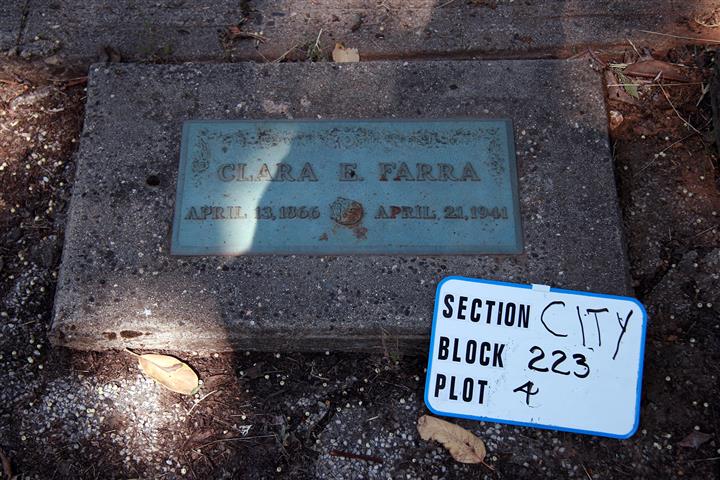 CLARA E. FARRA
APRIL 13, 1866 APRIL 21, 1941
SECTION CITY
BLOCK 223
PLOT 4